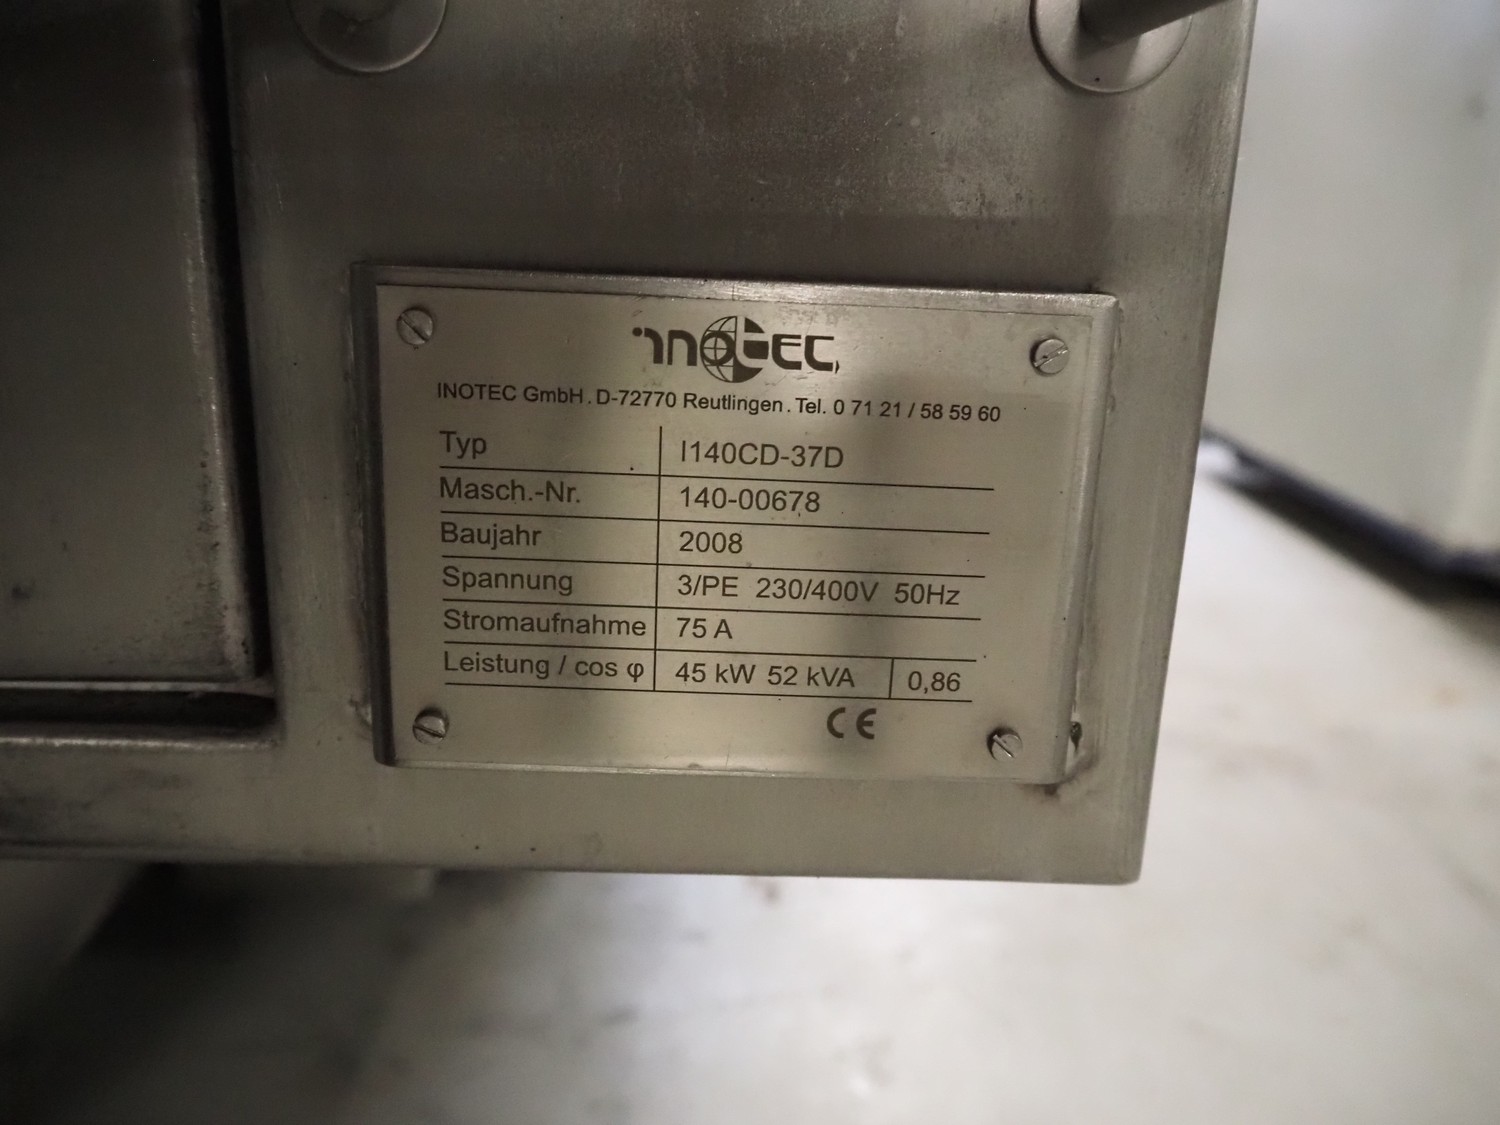 inotec
INOTEC GmbH . D-72770 Reutlingen . Tel. 0 71 21 / 58 59 60
Typ I140CD-37D
Masch.-Nr. 140-00678
Baujahr 2008
Spannung 3/PE 230/400V 50Hz
Stromaufnahme 75 A
Leistung / cos φ 45 kW 52 kVA 0,86
CE